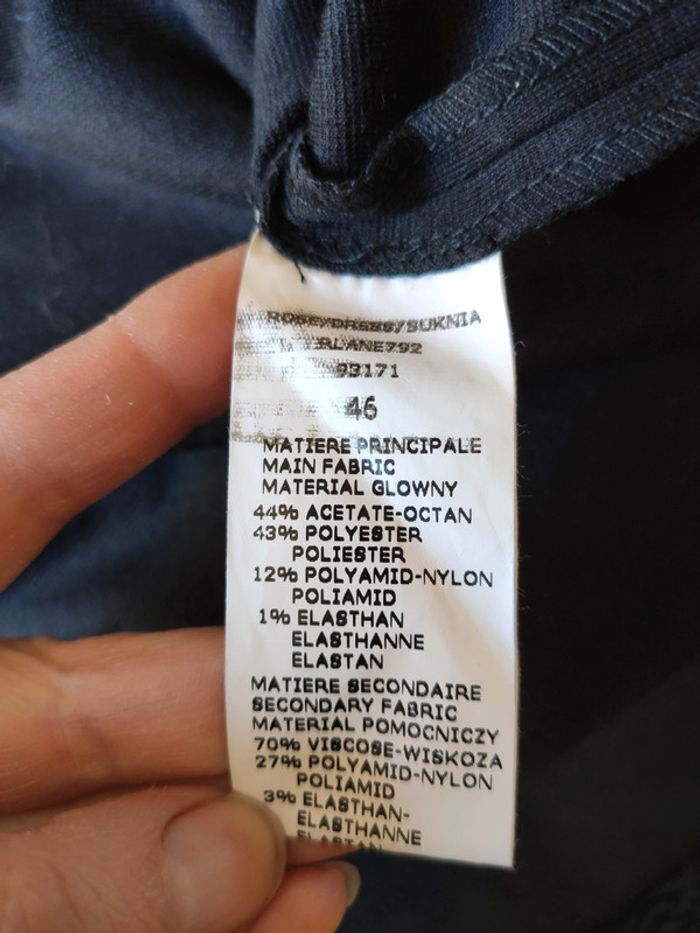 ROBE/DRESS/SUKNIA
93171
46
MATIERE PRINCIPALE
MAIN FABRIC
MATERIAL GLOWNY
44% ACETATE-OCTAN
43% POLYESTER
POLIESTER
12% POLYAMID-NYLON
POLIAMID
1% ELASTHAN
ELASTHANNE
ELASTAN
MATIERE SECONDAIRE
SECONDARY FABRIC
MATERIAL POMOCNICZY
70% VISCOSE-WISKOZA
27% POLYAMID-NYLON
POLIAMID
3% ELASTHAN-
ELASTHANNE
ELASTAN